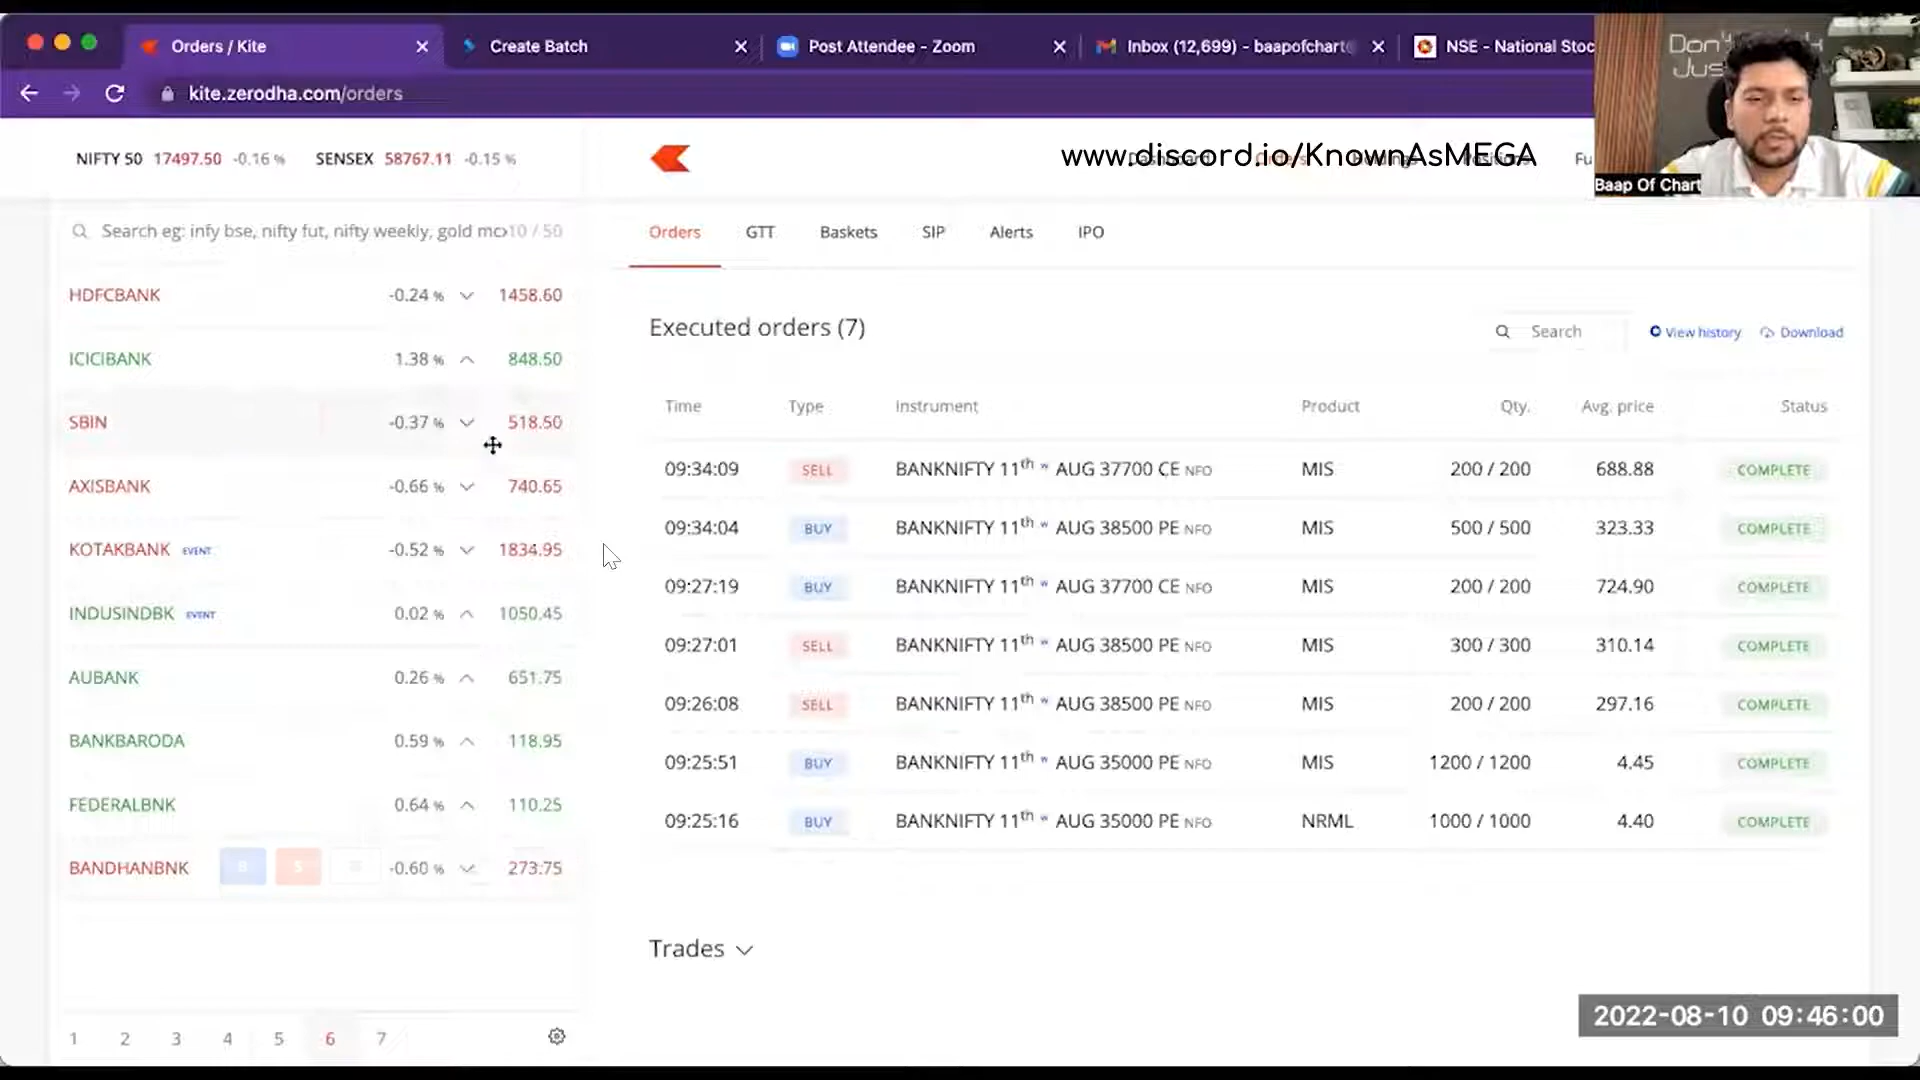 Orders / Kite
Create Batch
Post Attendee - Zoom
Inbox (12,699) - baapofchart
NSE - National Stoc
kite.zerodha.com/orders
NIFTY 50 17497.50 -0.16 % SENSEX 58767.11 -0.15 %
www.discord.io/KnownAsMEGA
Dashboard Orders Holdings Positions Fu
Baap Of Chart
Search eg: infy bse, nifty fut, nifty weekly, gold mcx 10 / 50
Orders GTT Baskets SIP Alerts IPO
HDFCBANK -0.24 % 1458.60
ICICIBANK 1.38 % 848.50
SBIN -0.37 % 518.50
AXISBANK -0.66 % 740.65
KOTAKBANK EVENT -0.52 % 1834.95
INDUSINDBK EVENT 0.02 % 1050.45
AUBANK 0.26 % 651.75
BANKBARODA 0.59 % 118.95
FEDERALBNK 0.64 % 110.25
BANDHANBNK B S -0.60 % 273.75
1 2 3 4 5 6 7
Executed orders (7)
Search View history Download
Time Type Instrument Product Qty. Avg. price Status
09:34:09 SELL BANKNIFTY 11th w AUG 37700 CE NFO MIS 200 / 200 688.88 COMPLETE
09:34:04 BUY BANKNIFTY 11th w AUG 38500 PE NFO MIS 500 / 500 323.33 COMPLETE
09:27:19 BUY BANKNIFTY 11th w AUG 37700 CE NFO MIS 200 / 200 724.90 COMPLETE
09:27:01 SELL BANKNIFTY 11th w AUG 38500 PE NFO MIS 300 / 300 310.14 COMPLETE
09:26:08 SELL BANKNIFTY 11th w AUG 38500 PE NFO MIS 200 / 200 297.16 COMPLETE
09:25:51 BUY BANKNIFTY 11th w AUG 35000 PE NFO MIS 1200 / 1200 4.45 COMPLETE
09:25:16 BUY BANKNIFTY 11th w AUG 35000 PE NFO NRML 1000 / 1000 4.40 COMPLETE
Trades
2022-08-10 09:46:00